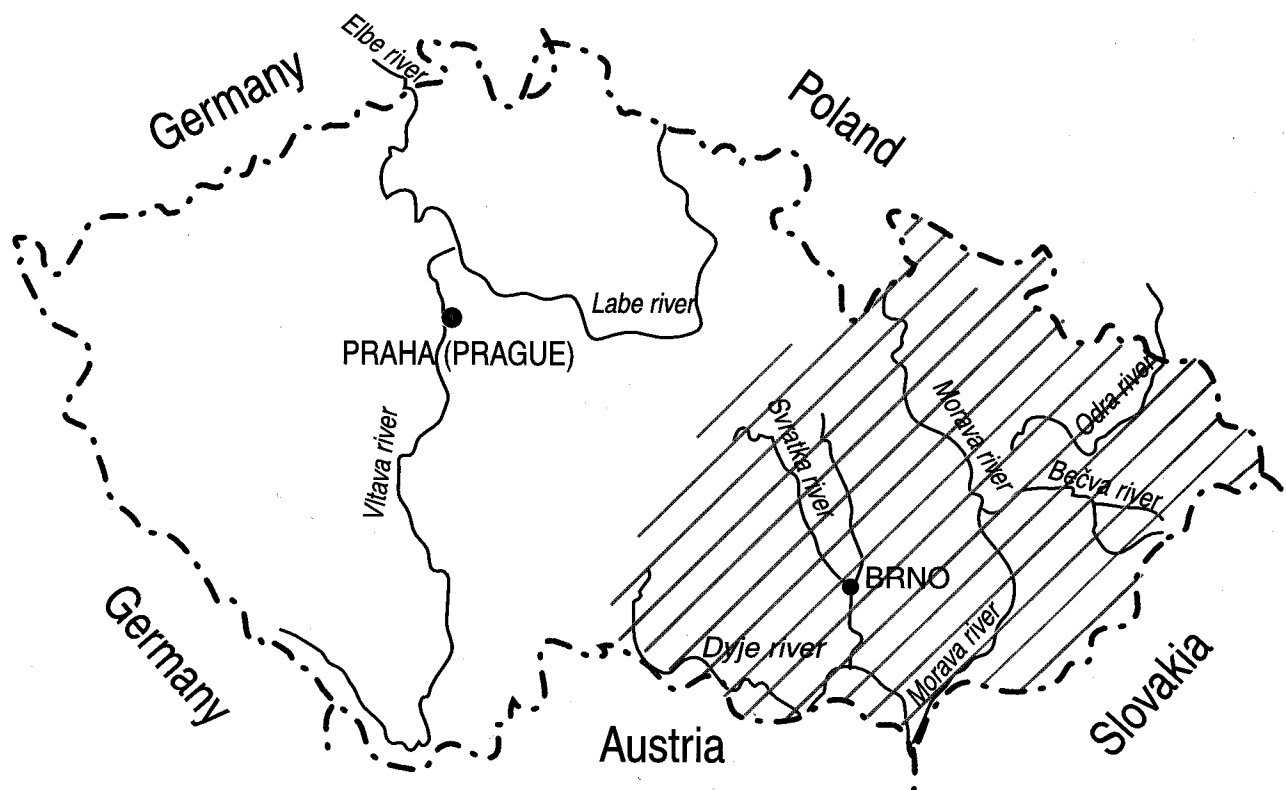 Elbe river
Germany
Poland
Labe river
PRAHA (PRAGUE)
Vltava river
Svratka river
Morava river
Odra river
Bečva river
BRNO
Germany
Dyje river
Morava river
Slovakia
Austria